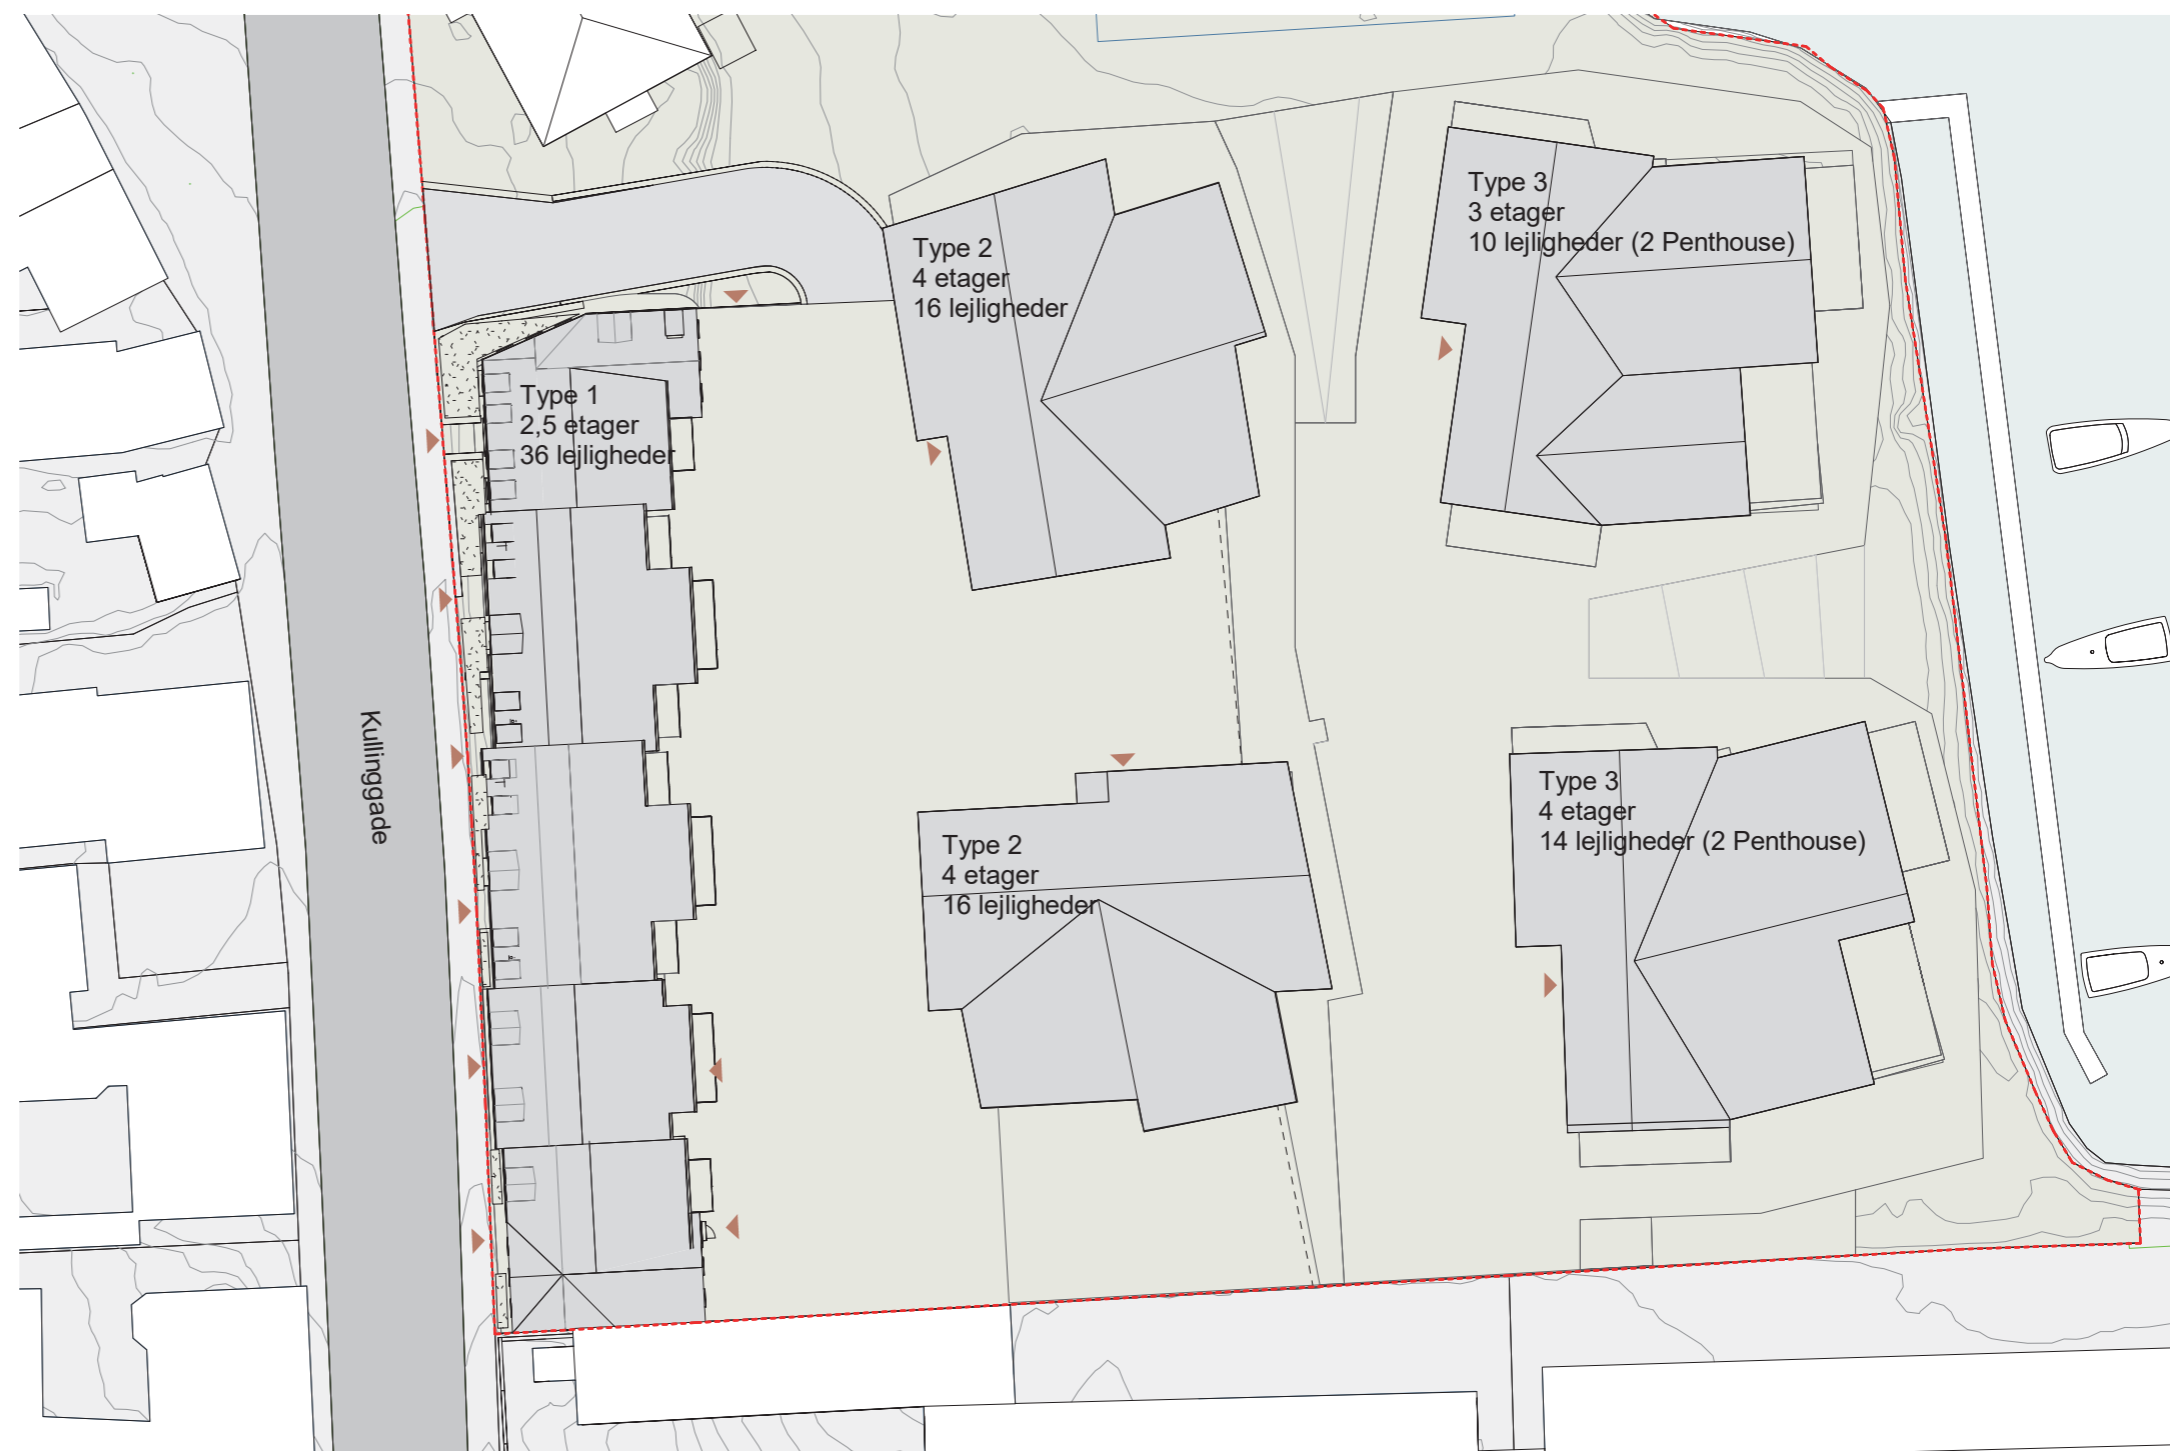 Type 3
3 etager
10 lejligheder (2 Penthouse)
Type 2
4 etager
16 lejligheder
Type 1
2,5 etager
36 lejligheder
Kullinggade
Type 3
4 etager
14 lejligheder (2 Penthouse)
Type 2
4 etager
16 lejligheder